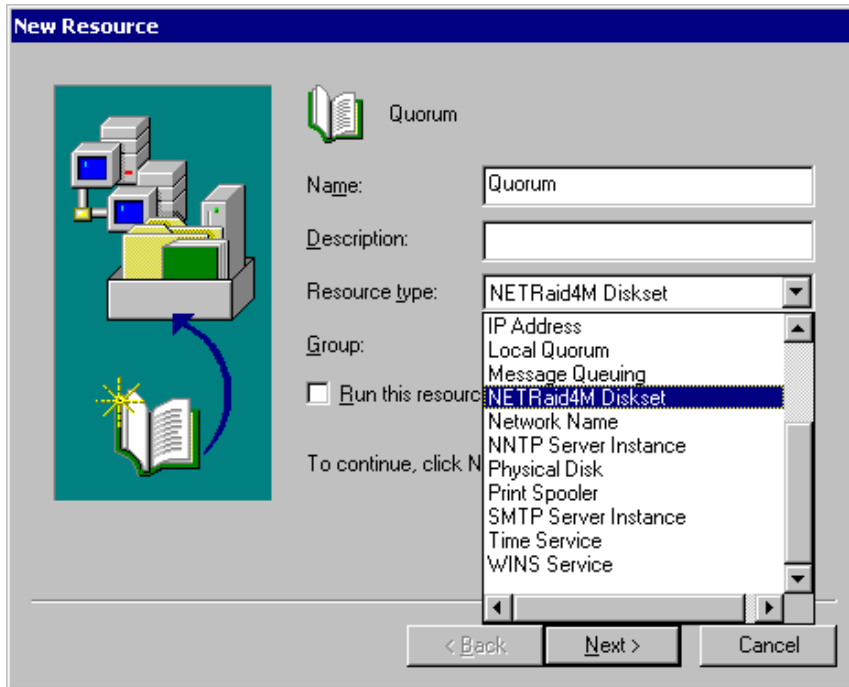 New Resource
Quorum
Name: Quorum
Description:
Resource type: NETRaid4M Diskset
IP Address
Group: Local Quorum
Message Queuing
Run this resourc NETRaid4M Diskset
Network Name
NNTP Server Instance
To continue, click N Physical Disk
Print Spooler
SMTP Server Instance
Time Service
WINS Service
< Back Next > Cancel